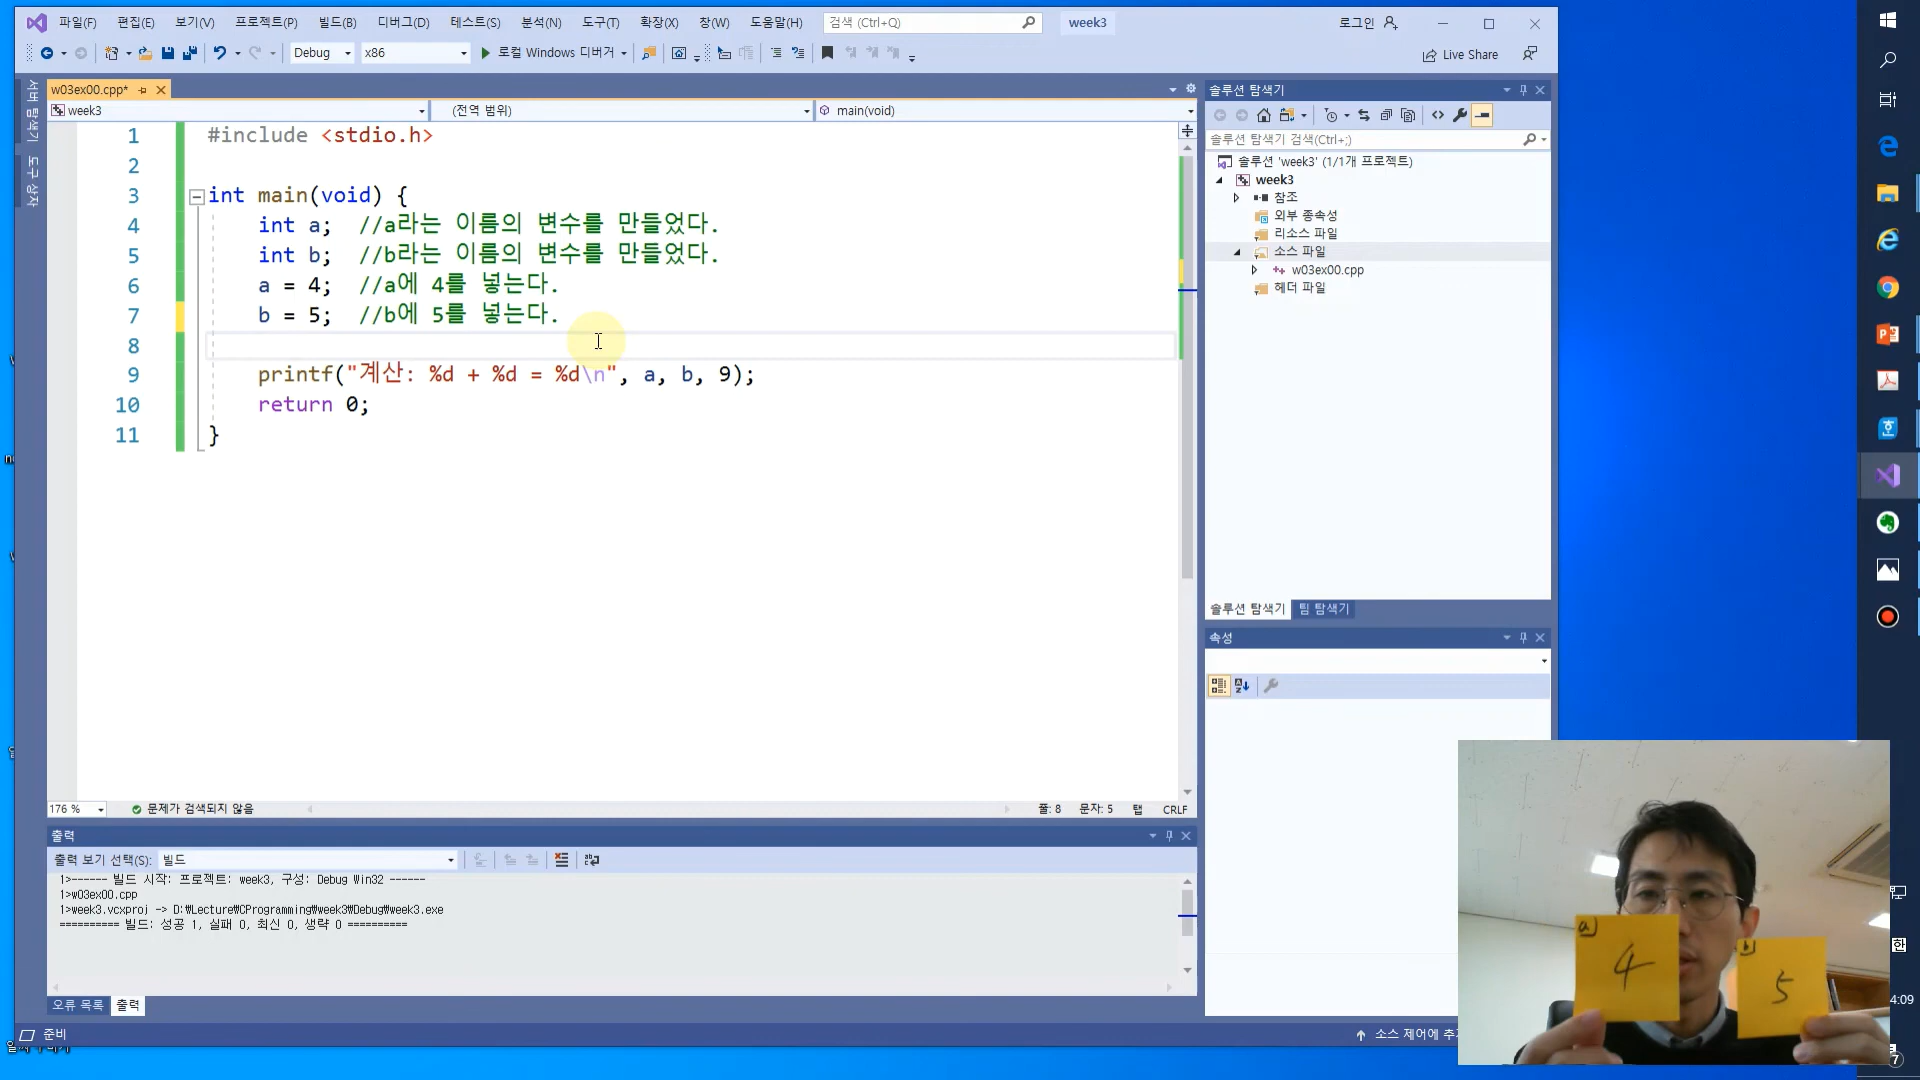 파일(F) 편집(E) 보기(V) 프로젝트(P) 빌드(B) 디버그(D) 테스트(S) 분석(N) 도구(T) 확장(X) 창(W) 도움말(H) 검색 (Ctrl+Q) week3 로그인
Debug x86 로컬 Windows 디버거 Live Share
서버 탐색기
도구 상자
w03ex00.cpp*
week3 (전역 범위) main(void)
1 #include <stdio.h>
2
3 int main(void) {
4 int a; //a라는 이름의 변수를 만들었다.
5 int b; //b라는 이름의 변수를 만들었다.
6 a = 4; //a에 4를 넣는다.
7 b = 5; //b에 5를 넣는다.
8
9 printf("계산: %d + %d = %d\n", a, b, 9);
10 return 0;
11 }
176 % 문제가 검색되지 않음 줄: 8 문자: 5 탭 CRLF
출력
출력 보기 선택(S): 빌드
1>------ 빌드 시작: 프로젝트: week3, 구성: Debug Win32 ------
1>w03ex00.cpp
1>week3.vcxproj -> D:\Lecture\CProgramming\week3\Debug\week3.exe
========== 빌드: 성공 1, 실패 0, 최신 0, 생략 0 ==========
오류 목록 출력
준비 소스 제어에 추
솔루션 탐색기
솔루션 탐색기 검색(Ctrl+;)
솔루션 'week3' (1/1개 프로젝트)
week3
참조
외부 종속성
리소스 파일
소스 파일
w03ex00.cpp
헤더 파일
솔루션 탐색기 팀 탐색기
속성
a 4
b 5
한
4:09
7